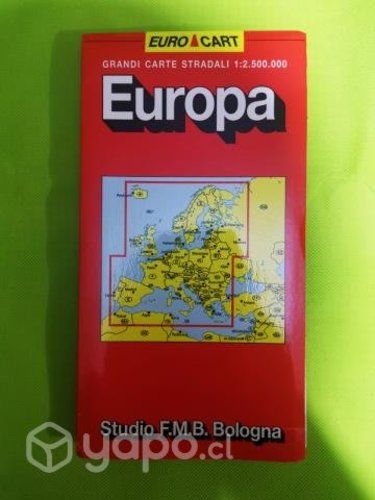 EURO CART
GRANDI CARTE STRADALI 1:2.500.000
Europa
Studio F.M.B. Bologna
yapo.cl